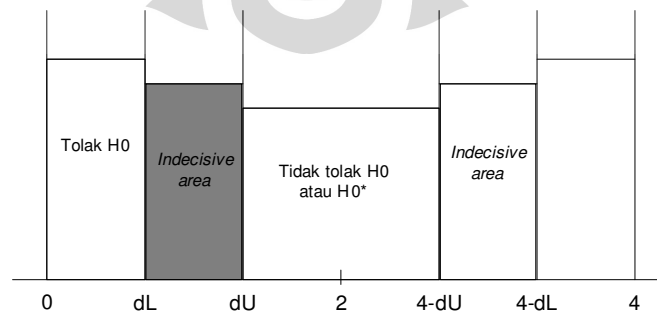 Tolak H0
Indecisive
area
Tidak tolak H0
atau H0*
Indecisive
area
0 dL dU 2 4-dU 4-dL 4